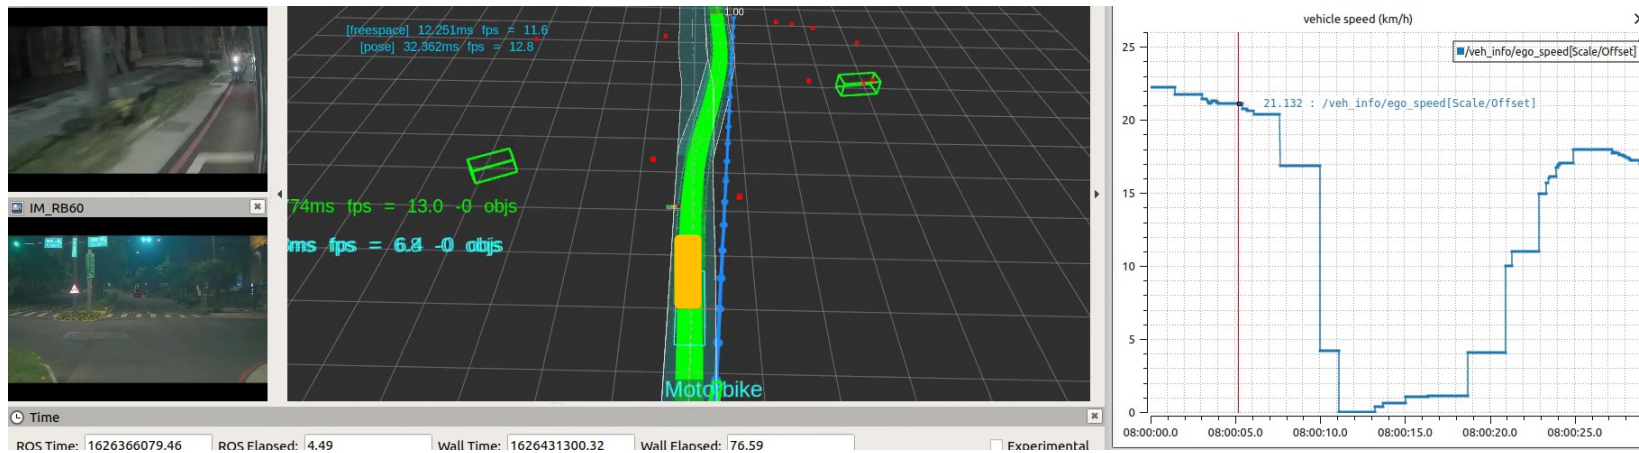 1.00
[freespace] 12.251ms fps = 11.6
[pose] 32.362ms fps = 12.8
IM_RB60
74ms fps = 13.0 -0 objs
ms fps = 6.8 -0 objs
Motorbike
Time
ROS Time: 1626366079.46 ROS Elapsed: 4.49 Wall Time: 1626431300.32 Wall Elapsed: 76.59 Experimental
vehicle speed (km/h)
/veh_info/ego_speed[Scale/Offset]
21.132 : /veh_info/ego_speed[Scale/Offset]
25
20
15
10
5
0
08:00:00.0 08:00:05.0 08:00:10.0 08:00:15.0 08:00:20.0 08:00:25.0